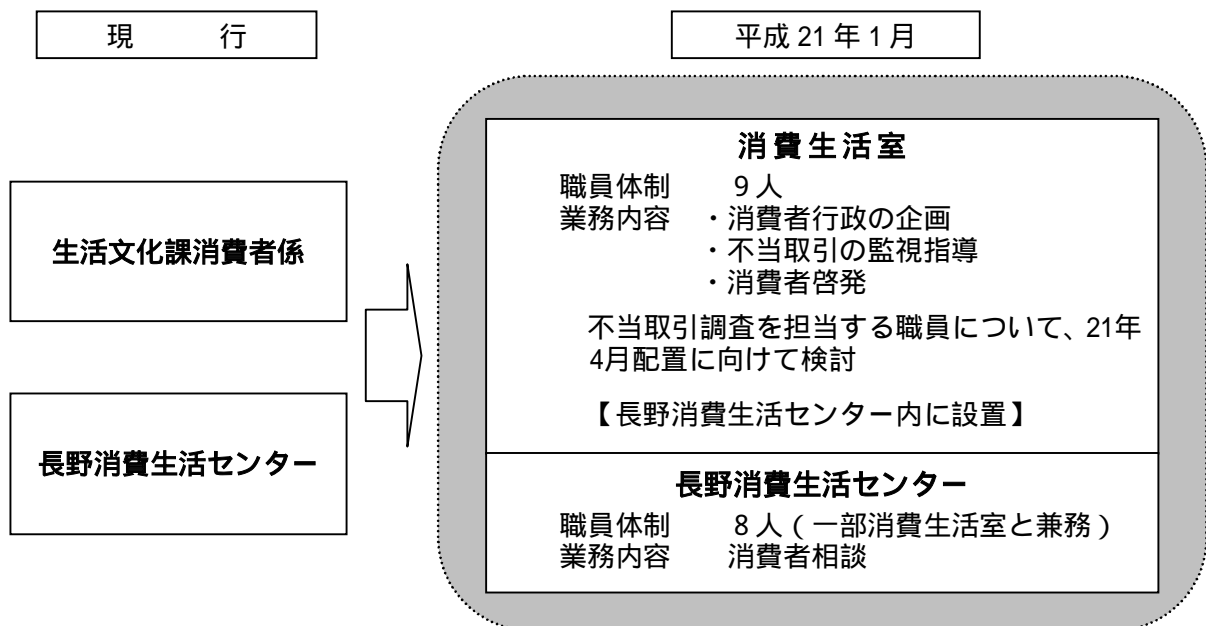 現　　　行
平成 21 年 1 月
生活文化課消費者係
長野消費生活センター
消費生活室
職員体制　９人
業務内容　・消費者行政の企画
・不当取引の監視指導
・消費者啓発
不当取引調査を担当する職員について、21年
4月配置に向けて検討
【長野消費生活センター内に設置】
長野消費生活センター
職員体制　８人（一部消費生活室と兼務）
業務内容　消費者相談